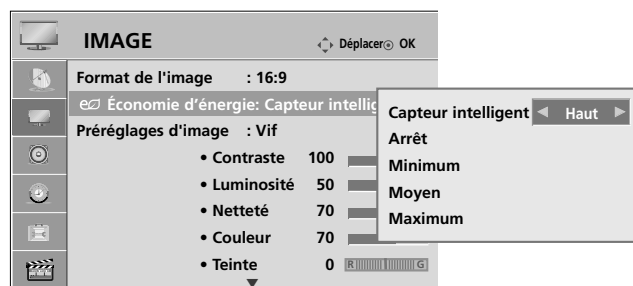 IMAGE
Déplacer OK
Format de l'image : 16:9
Économie d’énergie: Capteur intellig
Préréglages d'image : Vif
• Contraste 100
• Luminosité 50
• Netteté 70
• Couleur 70
• Teinte 0 R G
Capteur intelligent ◀ Haut ▶
Arrêt
Minimum
Moyen
Maximum